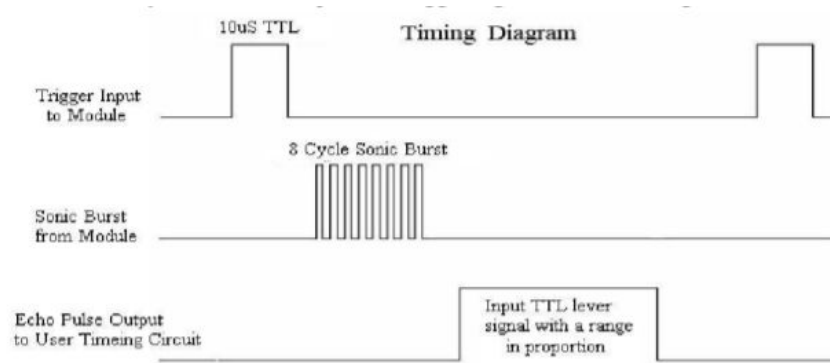 10uS TTL
Timing Diagram
Trigger Input
to Module
8 Cycle Sonic Burst
Sonic Burst
from Module
Echo Pulse Output
to User Timeing Circuit
Input TTL lever
signal with a range
in proportion